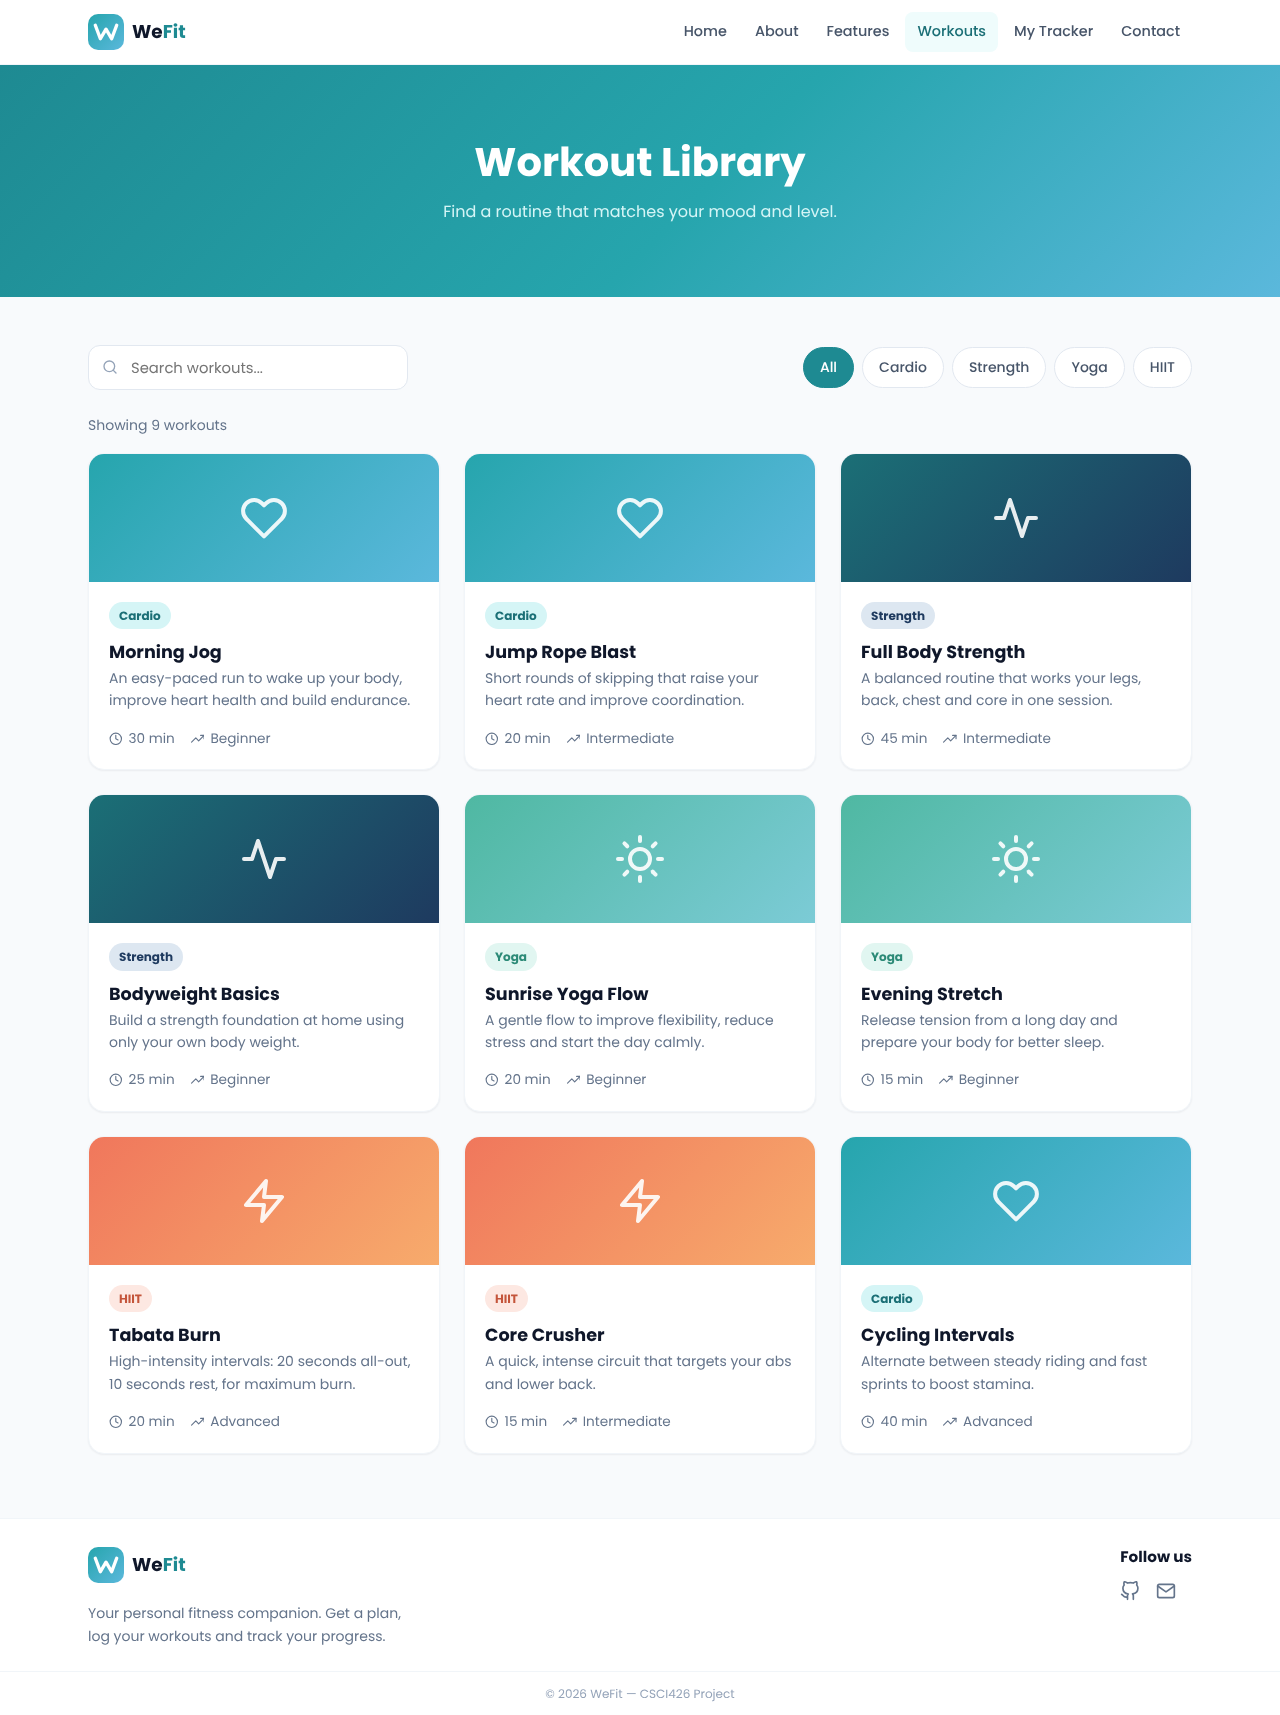 WeFit
Home
About
Features
Workouts
My Tracker
Contact
Workout Library
Find a routine that matches your mood and level.
Search workouts...
All
Cardio
Strength
Yoga
HIIT
Showing 9 workouts
Cardio
Morning Jog
An easy-paced run to wake up your body,
improve heart health and build endurance.
30 min
Beginner
Cardio
Jump Rope Blast
Short rounds of skipping that raise your
heart rate and improve coordination.
20 min
Intermediate
Strength
Full Body Strength
A balanced routine that works your legs,
back, chest and core in one session.
45 min
Intermediate
Strength
Bodyweight Basics
Build a strength foundation at home using
only your own body weight.
25 min
Beginner
Yoga
Sunrise Yoga Flow
A gentle flow to improve flexibility, reduce
stress and start the day calmly.
20 min
Beginner
Yoga
Evening Stretch
Release tension from a long day and
prepare your body for better sleep.
15 min
Beginner
HIIT
Tabata Burn
High-intensity intervals: 20 seconds all-out,
10 seconds rest, for maximum burn.
20 min
Advanced
HIIT
Core Crusher
A quick, intense circuit that targets your abs
and lower back.
15 min
Intermediate
Cardio
Cycling Intervals
Alternate between steady riding and fast
sprints to boost stamina.
40 min
Advanced
WeFit
Your personal fitness companion. Get a plan,
log your workouts and track your progress.
Follow us
© 2026 WeFit — CSCI426 Project